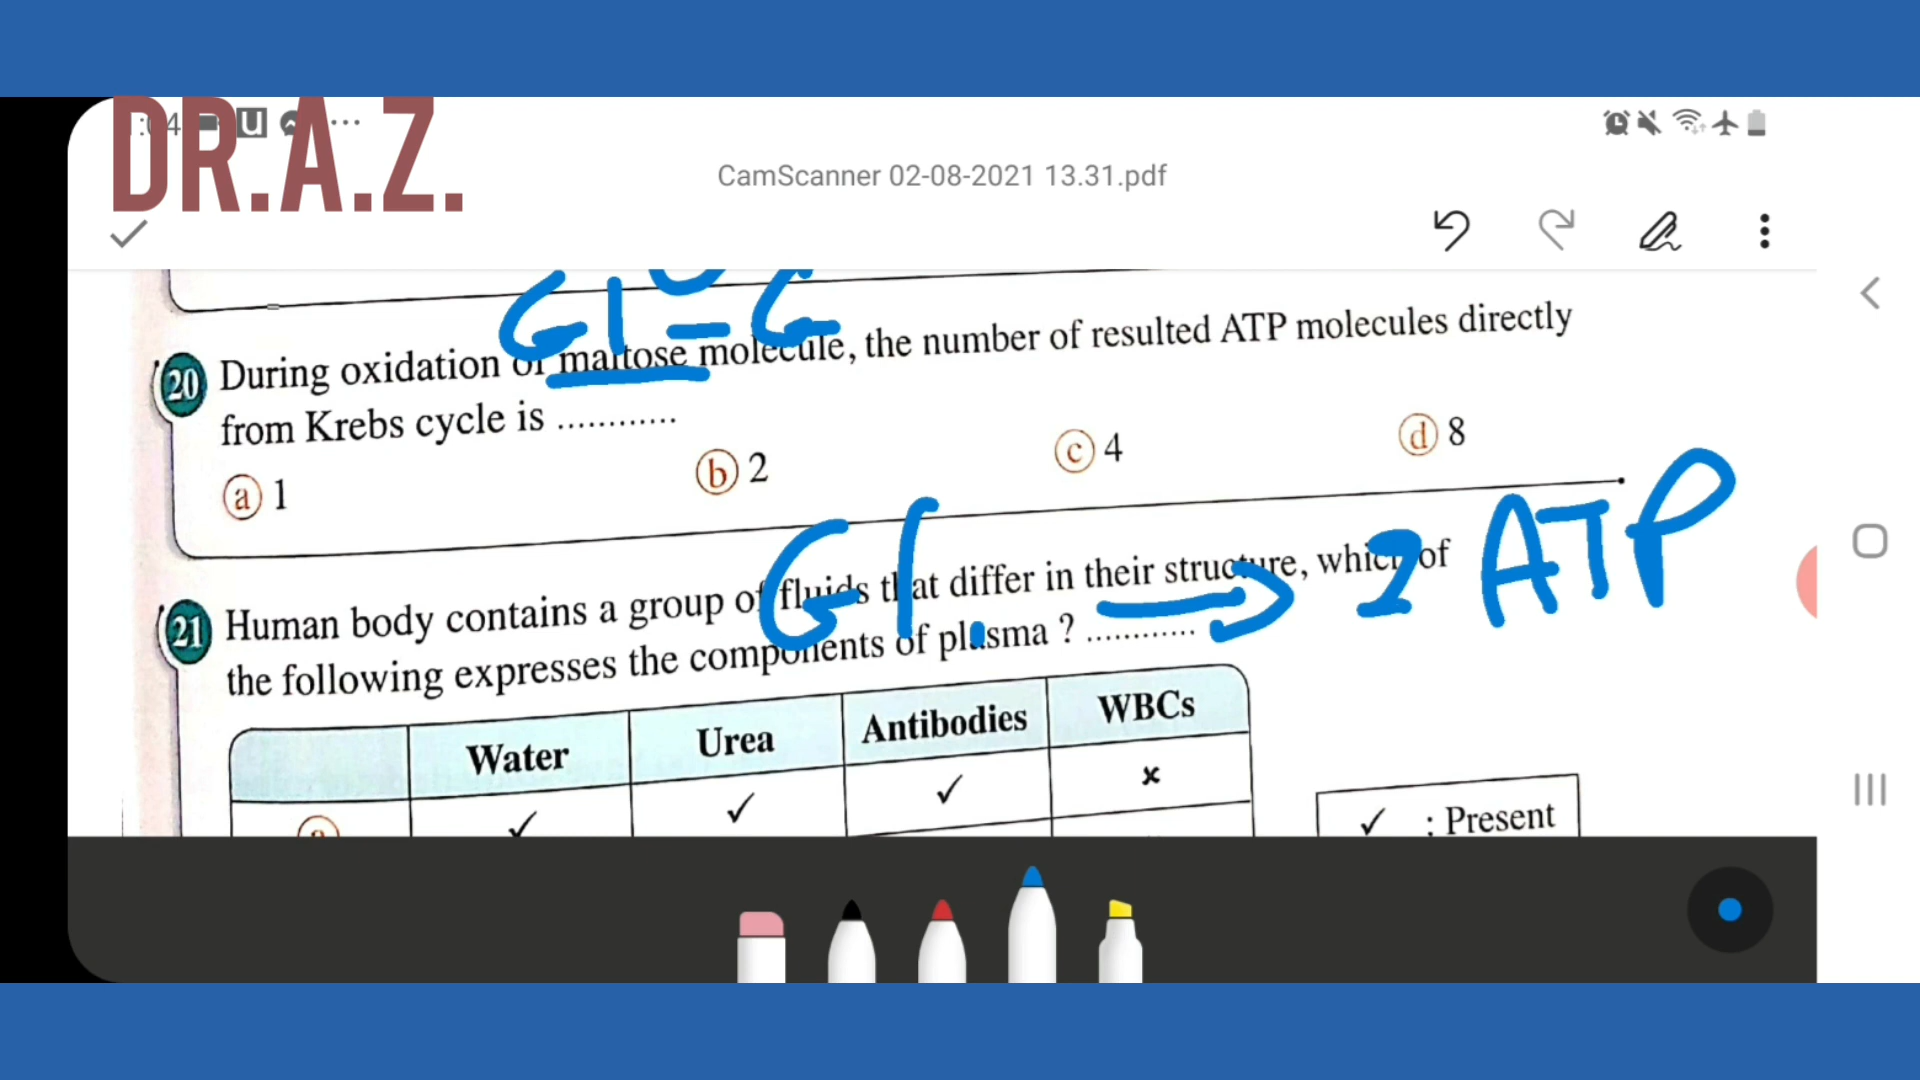 DR.A.Z.
CamScanner 02-08-2021 13.31.pdf
Gl - G
20 During oxidation of maltose molecule, the number of resulted ATP molecules directly
from Krebs cycle is ............
a 1
b 2
c 4
d 8
Gl. → 2 ATP
21 Human body contains a group of fluids that differ in their structure, which of
the following expresses the components of plasma ? ............
Water Urea Antibodies WBCs
a ✓ ✓ ✓ x
✓ : Present